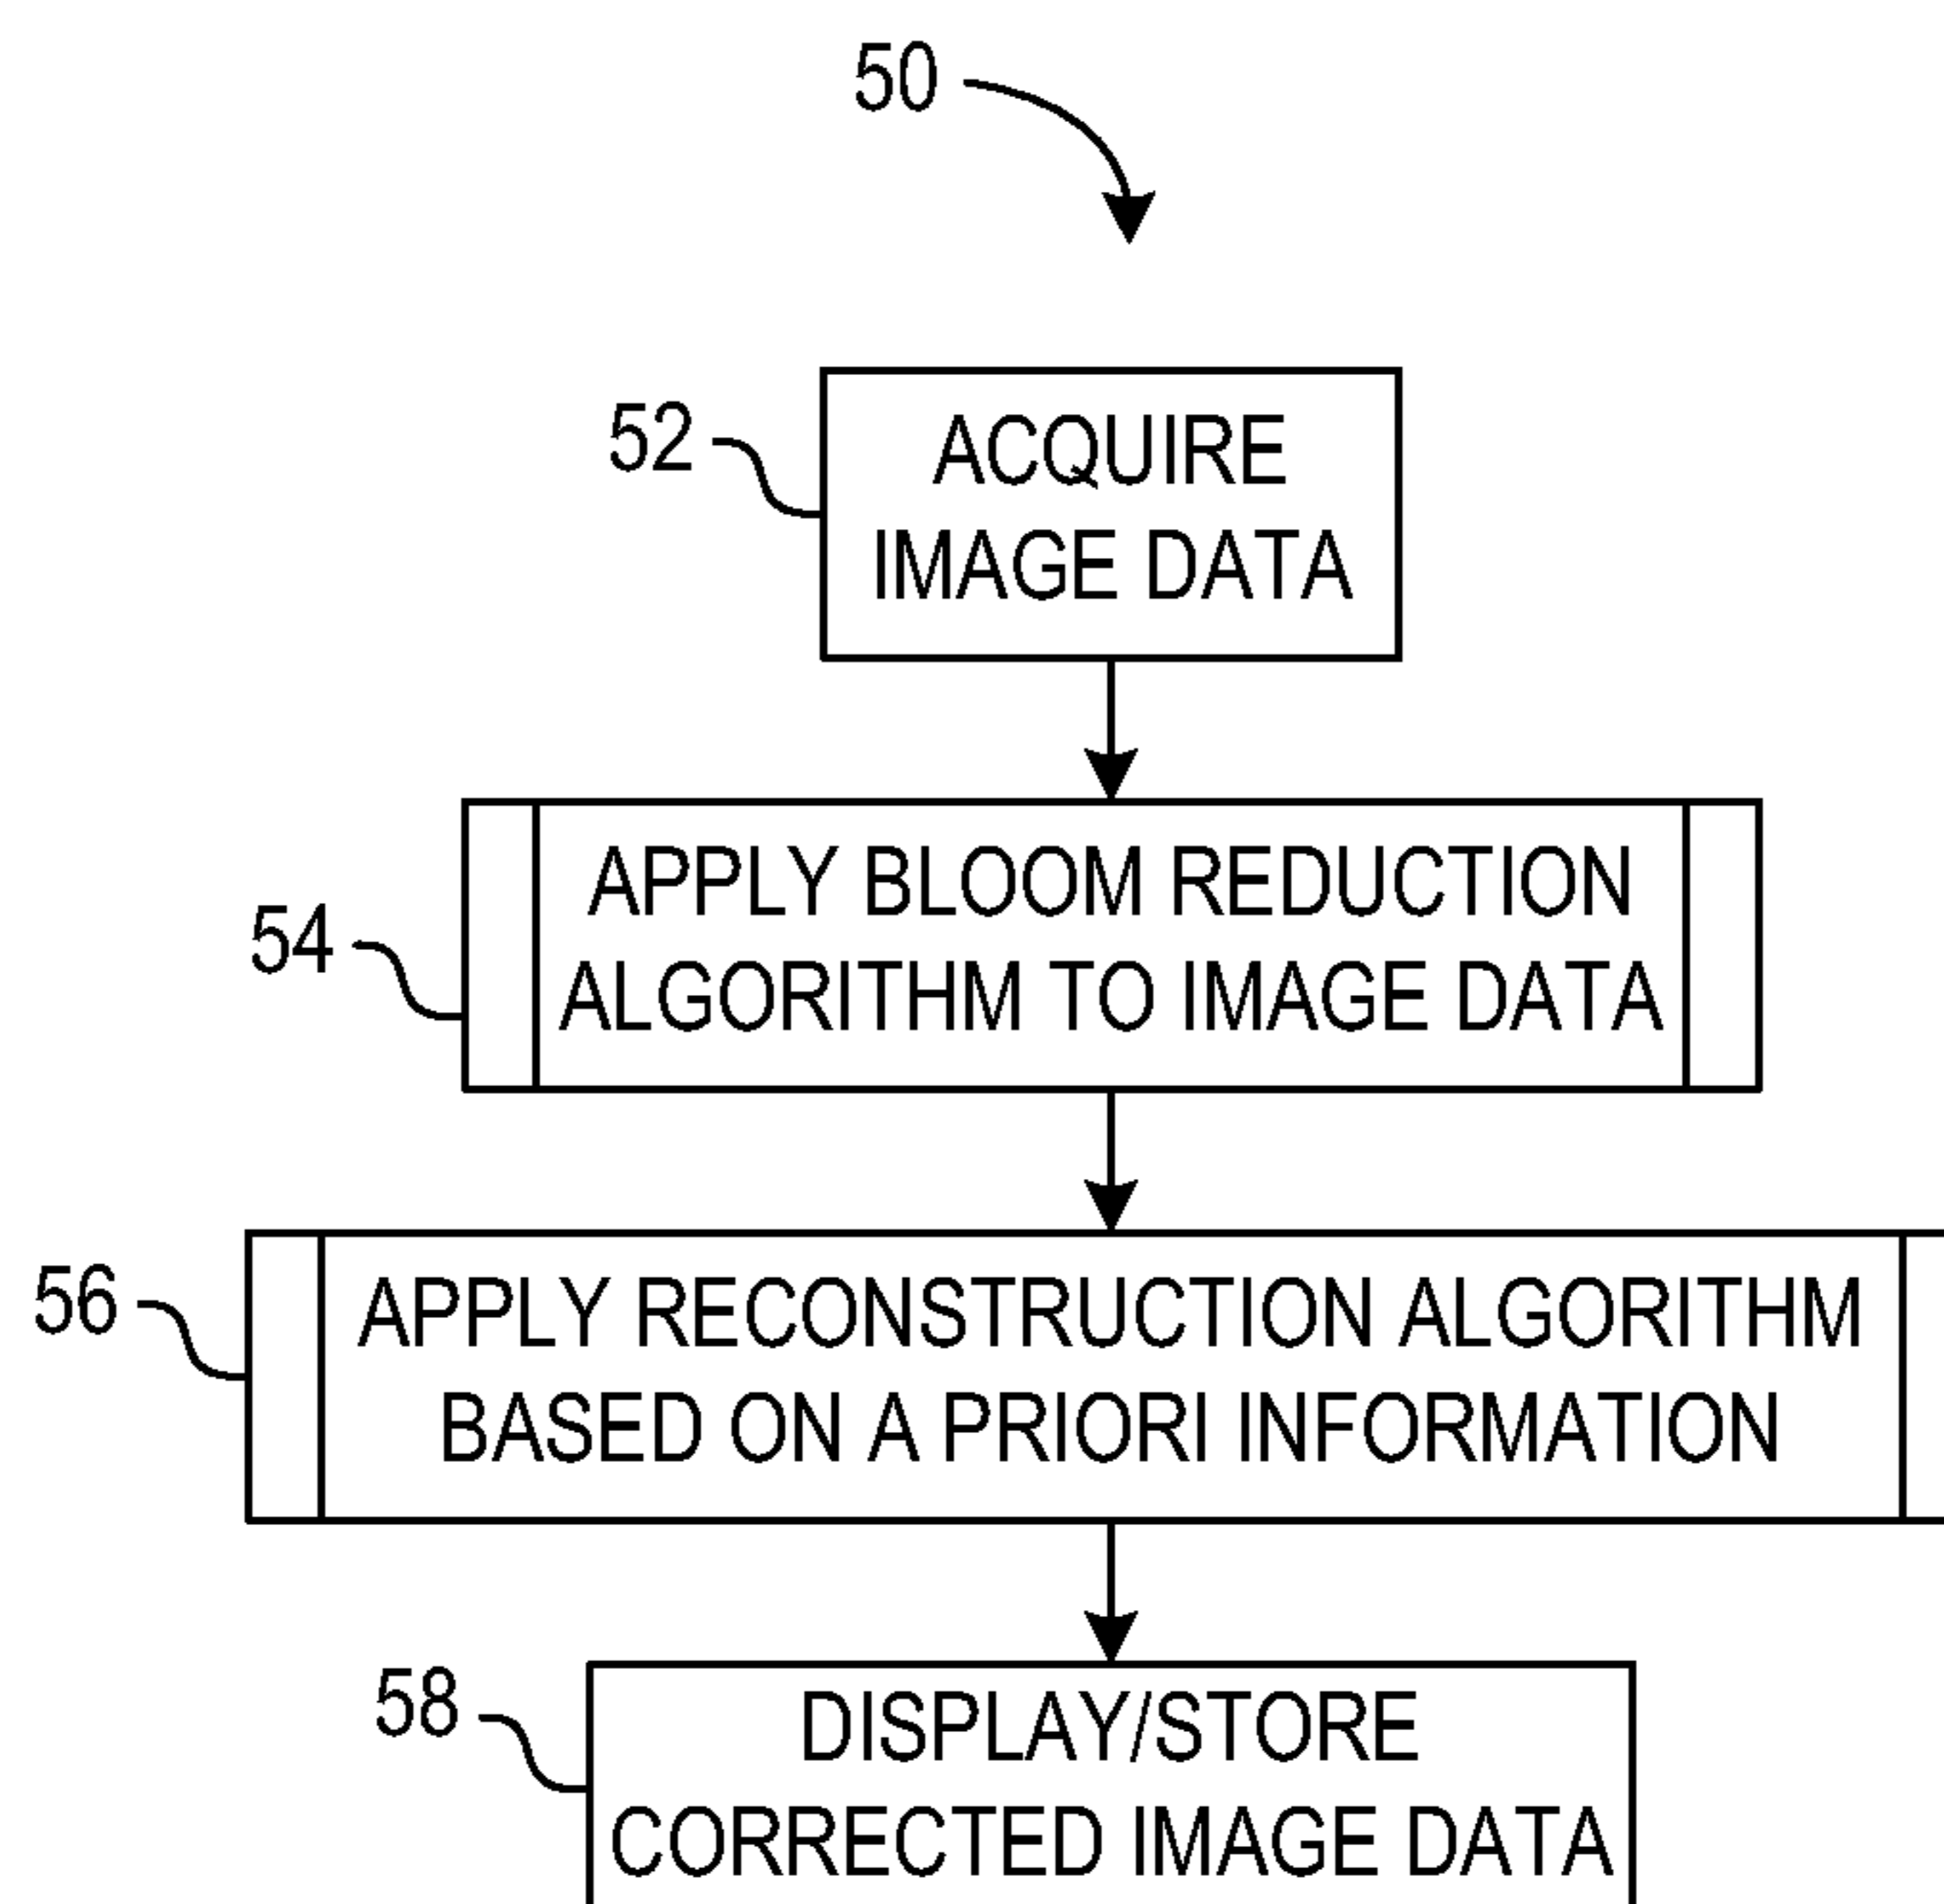 50
52
ACQUIRE
IMAGE DATA
54
APPLY BLOOM REDUCTION
ALGORITHM TO IMAGE DATA
56
APPLY RECONSTRUCTION ALGORITHM
BASED ON A PRIORI INFORMATION
58
DISPLAY/STORE
CORRECTED IMAGE DATA